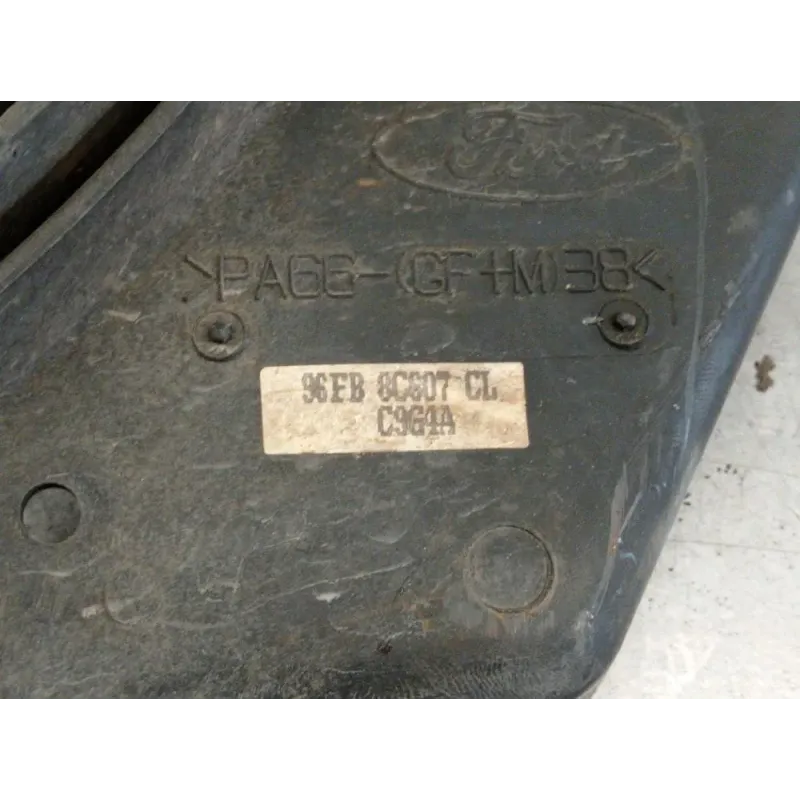 Ford
>PA66-(GF+M)38<
96FB 8C607 CL
C9G4A